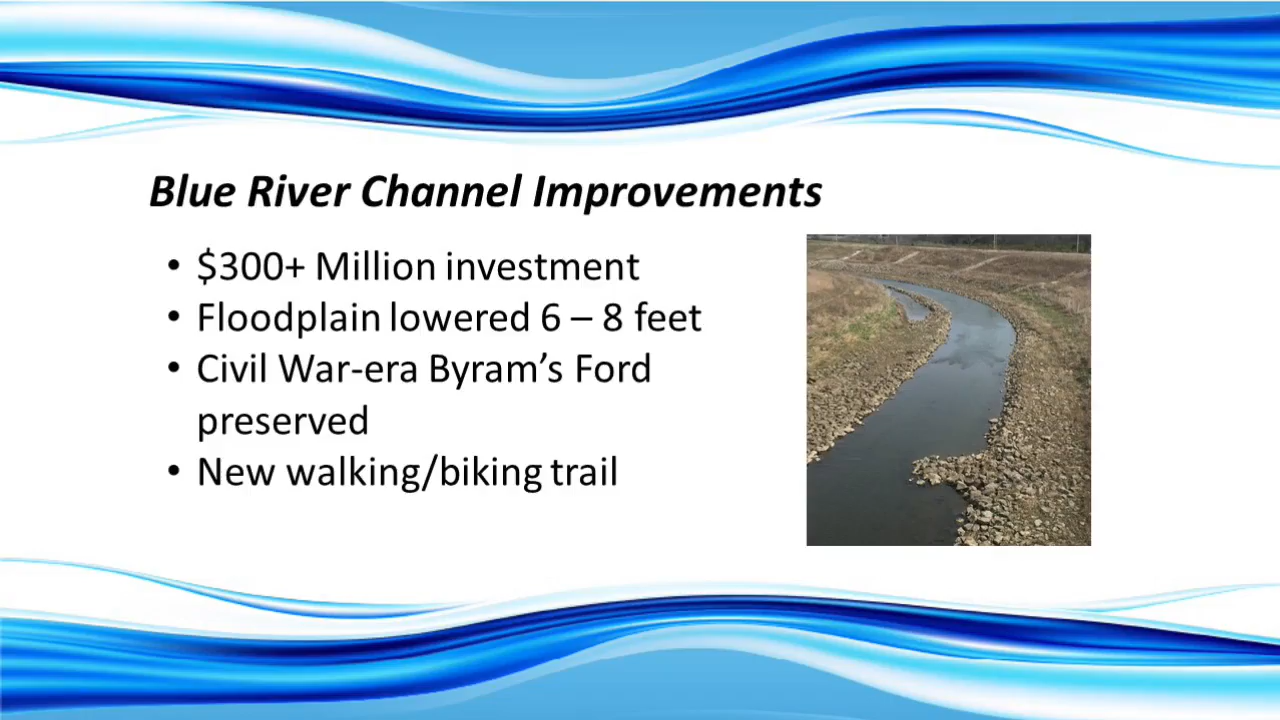 Blue River Channel Improvements
• $300+ Million investment
• Floodplain lowered 6 – 8 feet
• Civil War-era Byram’s Ford
preserved
• New walking/biking trail